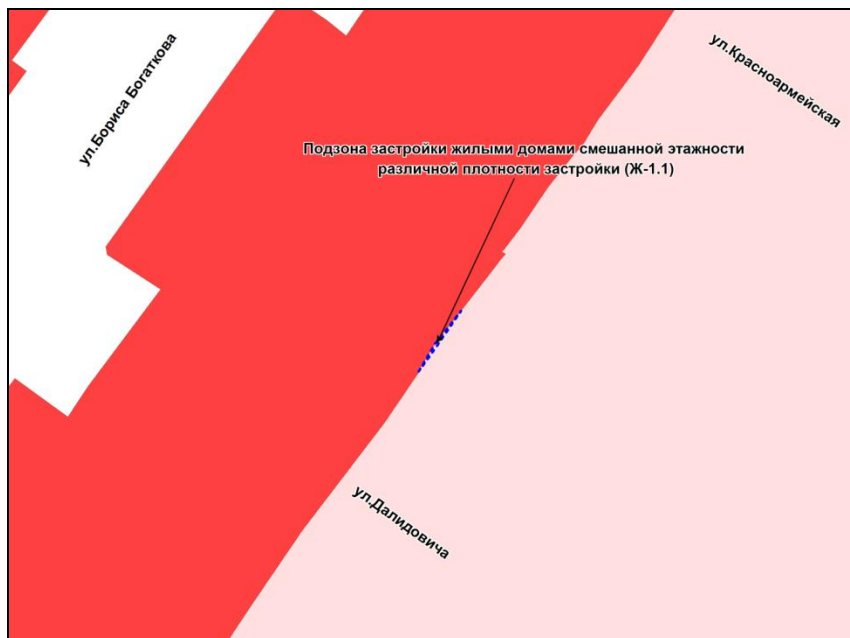 ул.Бориса Богаткова
ул.Красноармейская
Подзона застройки жилыми домами смешанной этажности
различной плотности застройки (Ж-1.1)
ул.Далидовича